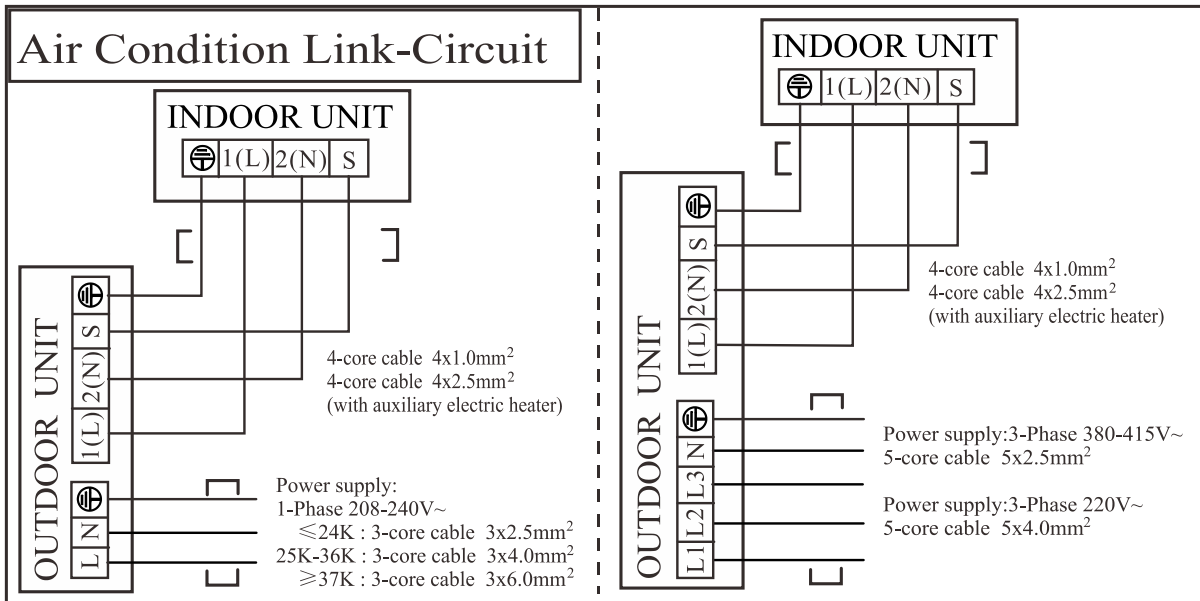 Air Condition Link-Circuit
INDOOR UNIT
1(L) 2(N) S
OUTDOOR UNIT
S
2(N)
1(L)
4-core cable 4x1.0mm²
4-core cable 4x2.5mm²
(with auxiliary electric heater)
N
L
Power supply:
1-Phase 208-240V~
≤24K : 3-core cable 3x2.5mm²
25K-36K : 3-core cable 3x4.0mm²
≥37K : 3-core cable 3x6.0mm²
INDOOR UNIT
1(L) 2(N) S
OUTDOOR UNIT
S
2(N)
1(L)
4-core cable 4x1.0mm²
4-core cable 4x2.5mm²
(with auxiliary electric heater)
N
L3
L2
L1
Power supply:3-Phase 380-415V~
5-core cable 5x2.5mm²
Power supply:3-Phase 220V~
5-core cable 5x4.0mm²